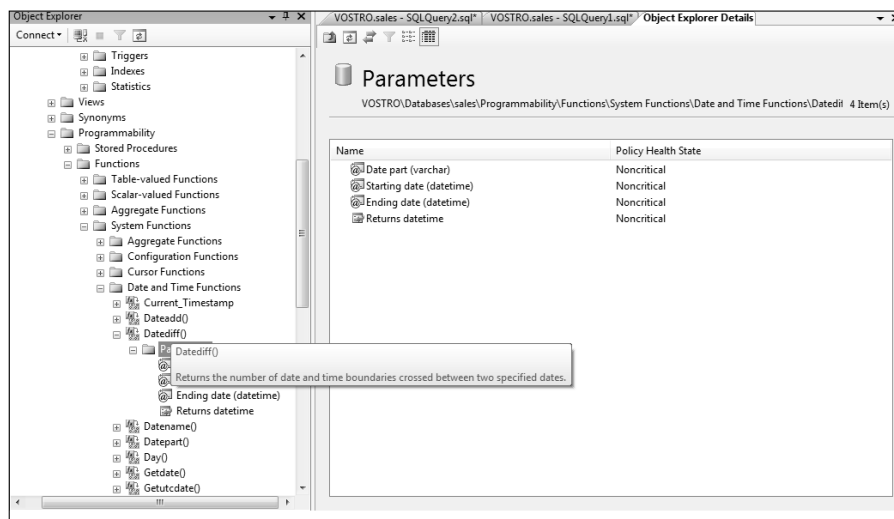 Object Explorer
Connect
Triggers
Indexes
Statistics
Views
Synonyms
Programmability
Stored Procedures
Functions
Table-valued Functions
Scalar-valued Functions
Aggregate Functions
System Functions
Aggregate Functions
Configuration Functions
Cursor Functions
Date and Time Functions
Current_Timestamp
Dateadd()
Datediff()
Datediff()
Returns the number of date and time boundaries crossed between two specified dates.
Ending date (datetime)
Returns datetime
Datename()
Datepart()
Day()
Getdate()
Getutcdate()
VOSTRO.sales - SQLQuery2.sql* VOSTRO.sales - SQLQuery1.sql* Object Explorer Details
Parameters
VOSTRO\Databases\sales\Programmability\Functions\System Functions\Date and Time Functions\Datedif 4 Item(s)
Name Policy Health State
Date part (varchar) Noncritical
Starting date (datetime) Noncritical
Ending date (datetime) Noncritical
Returns datetime Noncritical